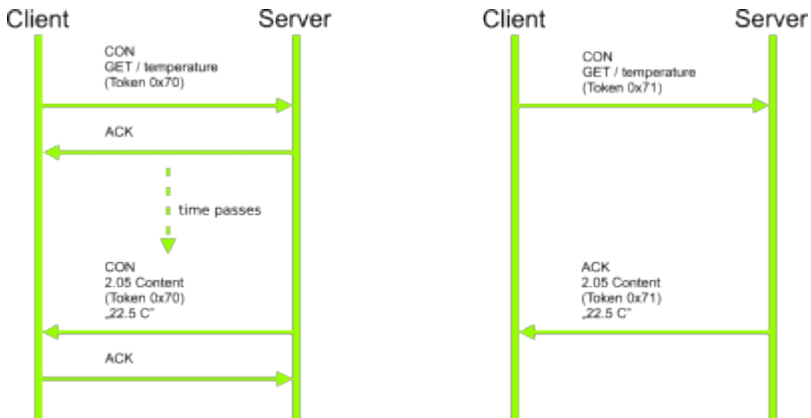 Client
Server
CON
GET / temperature
(Token 0x70)
ACK
time passes
CON
2.05 Content
(Token 0x70)
„22.5 C”
ACK
Client
Server
CON
GET / temperature
(Token 0x71)
ACK
2.05 Content
(Token 0x71)
„22.5 C”